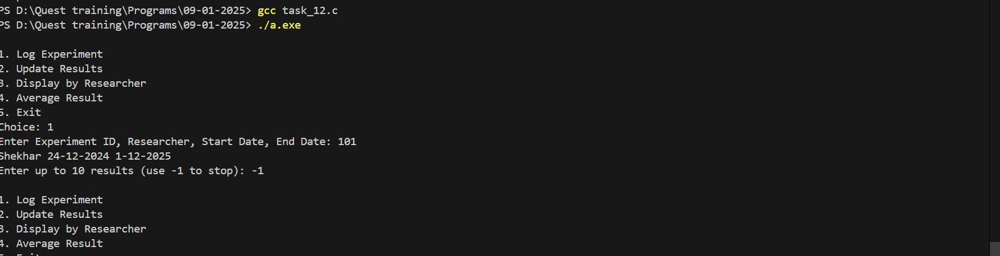 PS D:\Quest training\Programs\09-01-2025> gcc task_12.c
PS D:\Quest training\Programs\09-01-2025> ./a.exe
1. Log Experiment
2. Update Results
3. Display by Researcher
4. Average Result
5. Exit
Choice: 1
Enter Experiment ID, Researcher, Start Date, End Date: 101
Shekhar 24-12-2024 1-12-2025
Enter up to 10 results (use -1 to stop): -1
1. Log Experiment
2. Update Results
3. Display by Researcher
4. Average Result
5. Exit